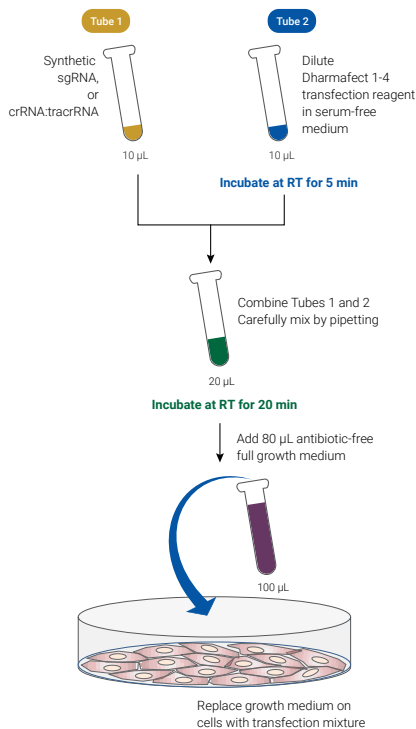 Tube 1
Tube 2
Synthetic
sgRNA,
or
crRNA:tracrRNA
Dilute
Dharmafect 1-4
transfection reagent
in serum-free
medium
10 µL
10 µL
Incubate at RT for 5 min
Combine Tubes 1 and 2
Carefully mix by pipetting
20 µL
Incubate at RT for 20 min
Add 80 µL antibiotic-free
full growth medium
100 µL
Replace growth medium on
cells with transfection mixture